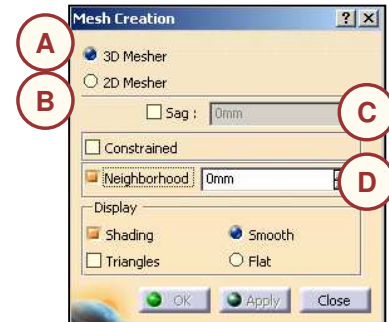 Mesh Creation ? X
A
3D Mesher
B
2D Mesher
Sag : 0mm
C
Constrained
Neighborhood 0mm
D
Display
Shading Smooth
Triangles Flat
OK Apply Close